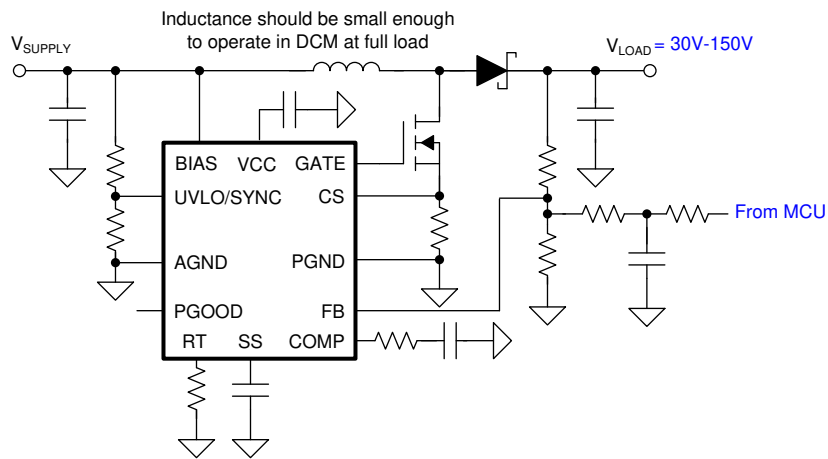 Inductance should be small enough
to operate in DCM at full load
VSUPPLY
VLOAD = 30V-150V
BIAS VCC GATE
UVLO/SYNC CS
From MCU
AGND PGND
PGOOD FB
RT SS COMP